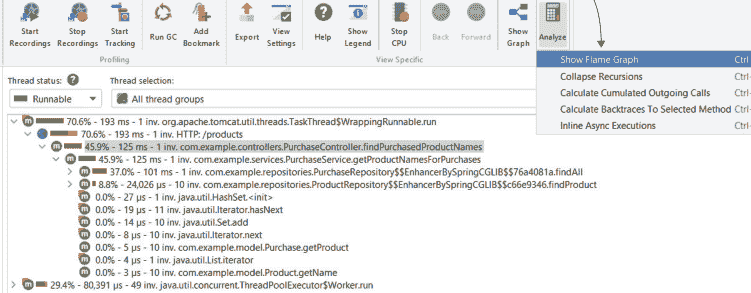 Start Recordings
Stop Recordings
Start Tracking
Run GC
Add Bookmark
Export
View Settings
Help
Show Legend
Stop CPU
Back
Forward
Show Graph
Analyze
Profiling
View Specific
Show Flame Graph Ctrl
Collapse Recursions Ctrl
Calculate Cumulated Outgoing Calls Ctrl-
Calculate Backtraces To Selected Method Ctrl-
Inline Async Executions Ctrl-
Thread status: ?
Thread selection:
Runnable
All thread groups
m 70.6% - 193 ms - 1 inv. org.apache.tomcat.util.threads.TaskThread$WrappingRunnable.run
70.6% - 193 ms - 1 inv. HTTP: /products
m 45.9% - 125 ms - 1 inv. com.example.controllers.PurchaseController.findPurchasedProductNames
m 45.9% - 125 ms - 1 inv. com.example.services.PurchaseService.getProductNamesForPurchases
m 37.0% - 101 ms - 1 inv. com.example.repositories.PurchaseRepository$$EnhancerBySpringCGLIB$$76a4081a.findAll
m 8.8% - 24,026 µs - 10 inv. com.example.repositories.ProductRepository$$EnhancerBySpringCGLIB$$c66e9346.findProduct
m 0.0% - 27 µs - 1 inv. java.util.HashSet.<init>
m 0.0% - 19 µs - 11 inv. java.util.Iterator.hasNext
m 0.0% - 14 µs - 10 inv. java.util.Set.add
m 0.0% - 8 µs - 10 inv. java.util.Iterator.next
m 0.0% - 5 µs - 10 inv. com.example.model.Purchase.getProduct
m 0.0% - 4 µs - 1 inv. java.util.List.iterator
m 0.0% - 3 µs - 10 inv. com.example.model.Product.getName
m 29.4% - 80,391 µs - 49 inv. java.util.concurrent.ThreadPoolExecutor$Worker.run